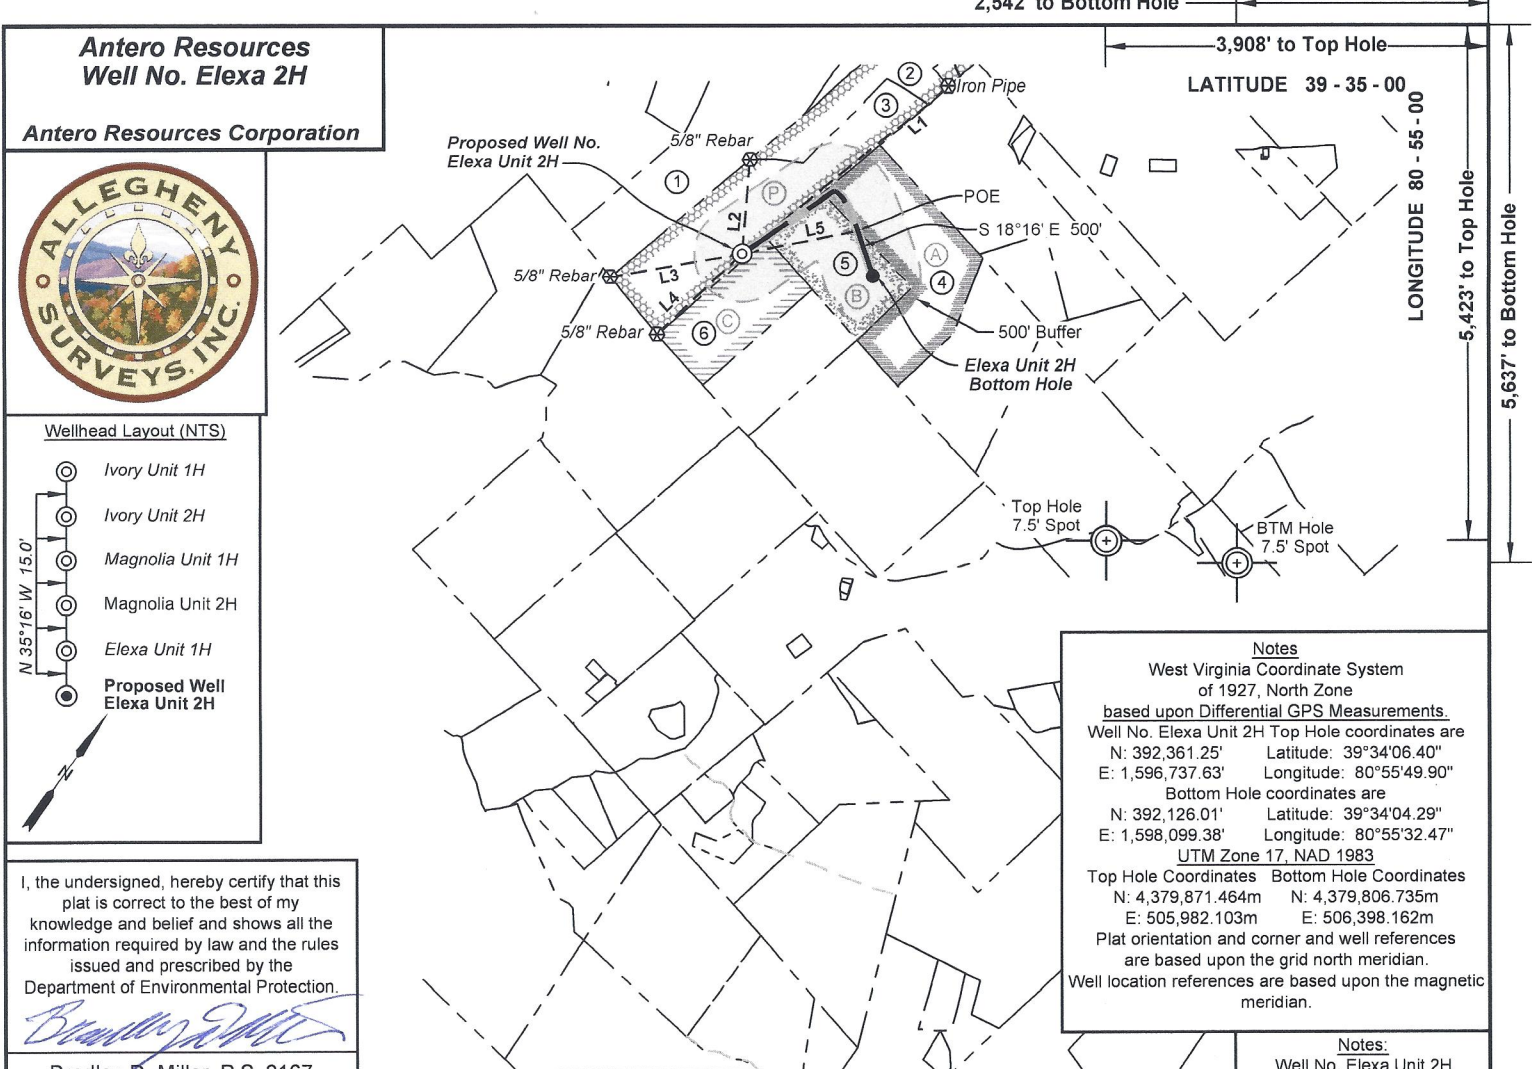 2,542' to Bottom Hole
Antero Resources
Well No. Elexa 2H
Antero Resources Corporation
3,908' to Top Hole
LATITUDE 39 - 35 - 00
LONGITUDE 80 - 55 - 00
5,423' to Top Hole
5,637' to Bottom Hole
ALLEGHENY
SURVEYS, INC.
Proposed Well No.
Elexa Unit 2H
5/8" Rebar
Iron Pipe
2
3
L1
1
P
L2
POE
S 18°16' E 500'
L5
A
5
4
5/8" Rebar
L3
L4
B
C
6
5/8" Rebar
500' Buffer
Elexa Unit 2H
Bottom Hole
Wellhead Layout (NTS)
Ivory Unit 1H
Ivory Unit 2H
Magnolia Unit 1H
Magnolia Unit 2H
Elexa Unit 1H
Proposed Well
Elexa Unit 2H
N 35°16' W 15.0'
N
Top Hole
7.5' Spot
BTM Hole
7.5' Spot
Notes
West Virginia Coordinate System
of 1927, North Zone
based upon Differential GPS Measurements.
Well No. Elexa Unit 2H Top Hole coordinates are
N: 392,361.25' Latitude: 39°34'06.40"
E: 1,596,737.63' Longitude: 80°55'49.90"
Bottom Hole coordinates are
N: 392,126.01' Latitude: 39°34'04.29"
E: 1,598,099.38' Longitude: 80°55'32.47"
UTM Zone 17, NAD 1983
Top Hole Coordinates Bottom Hole Coordinates
N: 4,379,871.464m N: 4,379,806.735m
E: 505,982.103m E: 506,398.162m
Plat orientation and corner and well references
are based upon the grid north meridian.
Well location references are based upon the magnetic
meridian.
I, the undersigned, hereby certify that this
plat is correct to the best of my
knowledge and belief and shows all the
information required by law and the rules
issued and prescribed by the
Department of Environmental Protection.
Bradley D. Miller, P.S. 2167
Notes:
Well No. Elexa Unit 2H